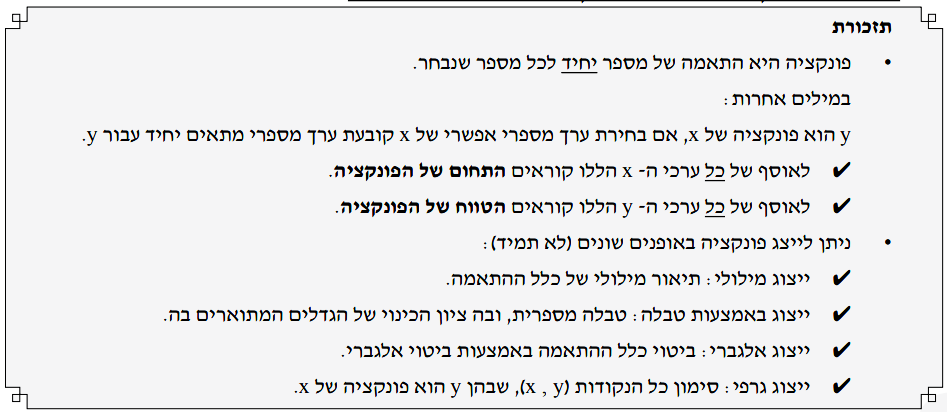 תזכורת
• פונקציה היא התאמה של מספר יחיד לכל מספר שנבחר.
במילים אחרות:
y הוא פונקציה של x, אם בחירת ערך מספרי אפשרי של x קובעת ערך מספרי מתאים יחיד עבור y.
✔ לאוסף של כל ערכי ה- x הללו קוראים התחום של הפונקציה.
✔ לאוסף של כל ערכי ה- y הללו קוראים הטווח של הפונקציה.
• ניתן לייצג פונקציה באופנים שונים (לא תמיד):
✔ ייצוג מילולי: תיאור מילולי של כלל ההתאמה.
✔ ייצוג באמצעות טבלה: טבלה מספרית, ובה ציון הכינוי של הגדלים המתוארים בה.
✔ ייצוג אלגברי: ביטוי כלל ההתאמה באמצעות ביטוי אלגברי.
✔ ייצוג גרפי: סימון כל הנקודות (x , y), שבהן y הוא פונקציה של x.